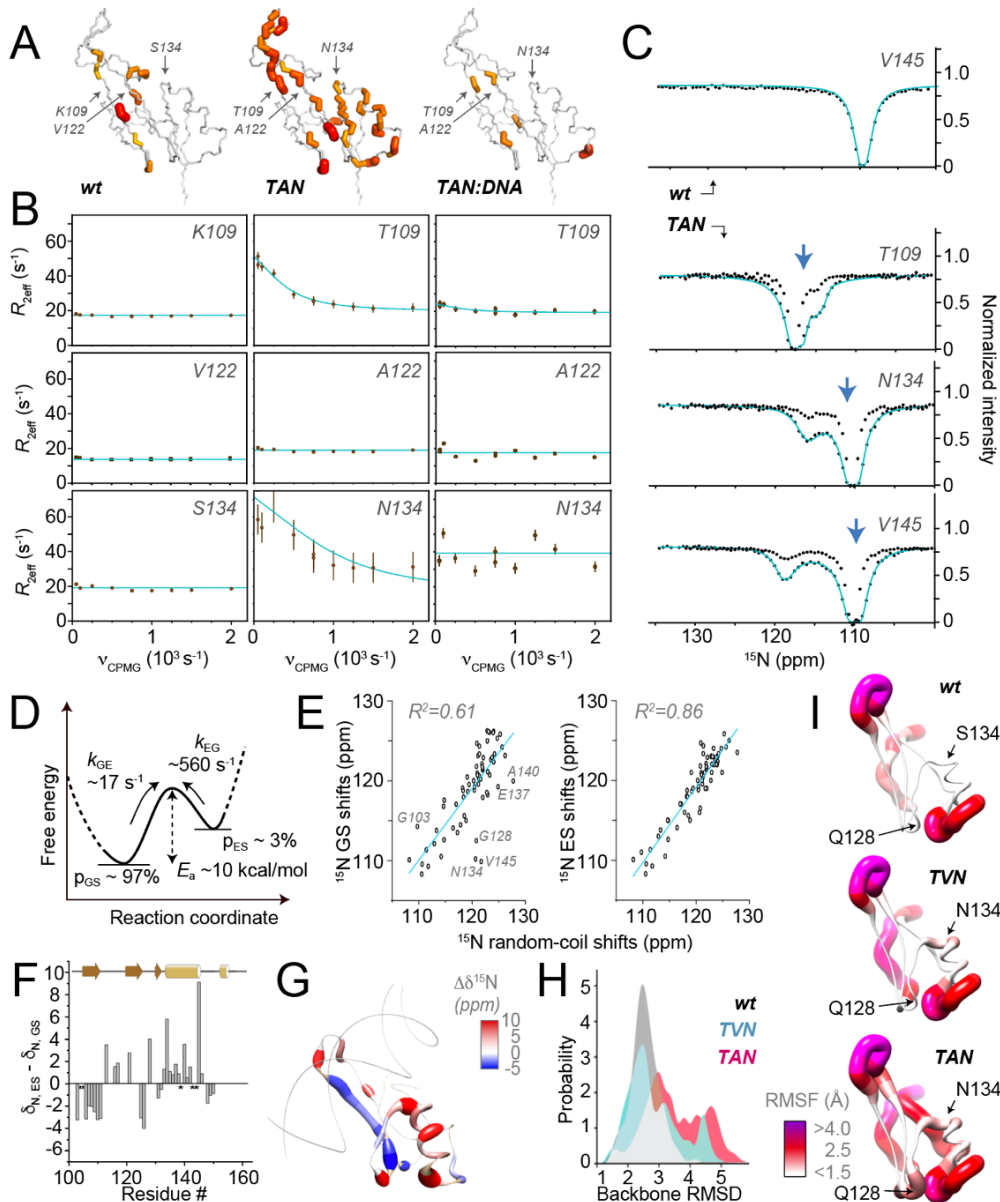 A
S134
K109
V122
wt
N134
T109
A122
TAN
N134
T109
A122
TAN:DNA
B
R2eff (s⁻¹)
60
40
20
0
K109
T109
T109
R2eff (s⁻¹)
60
40
20
0
V122
A122
A122
R2eff (s⁻¹)
60
40
20
0
S134
N134
N134
0 1 2
0 1 2
0 1 2
νCPMG (10³ s⁻¹)
νCPMG (10³ s⁻¹)
νCPMG (10³ s⁻¹)
C
V145
1.0
0.5
0
wt
TAN
T109
1.0
0.5
0
N134
1.0
0.5
0
V145
1.0
0.5
0
Normalized intensity
130 120 110
¹⁵N (ppm)
D
Free energy
kGE
~17 s⁻¹
kEG
~560 s⁻¹
pES ~ 3%
pGS ~ 97%
Ea ~10 kcal/mol
Reaction coordinate
E
¹⁵N GS shifts (ppm)
130
120
110
R²=0.61
A140
E137
G103
G128
V145
N134
110 120 130
¹⁵N ES shifts (ppm)
130
120
110
R²=0.86
110 120 130
¹⁵N random-coil shifts (ppm)
F
δN, ES - δN, GS
10
8
6
4
2
0
-2
-4
-6
* * **
100 120 140 160
Residue #
G
Δδ¹⁵N
(ppm)
10
5
0
-5
H
Probability
5
4
3
2
1
0
wt
TVN
TAN
1 2 3 4 5
Backbone RMSD
I
wt
S134
Q128
TVN
N134
Q128
TAN
N134
Q128
RMSF (Å)
>4.0
2.5
<1.5